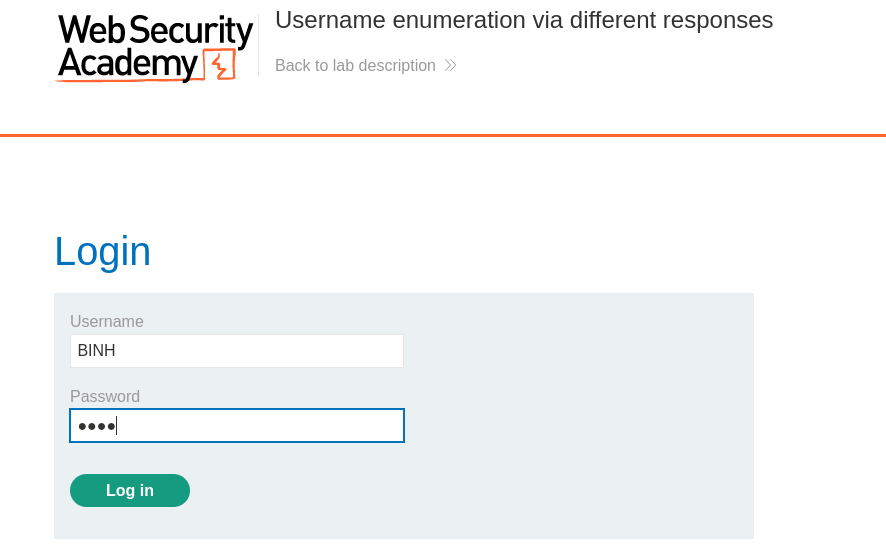 Web Security
Academy
Username enumeration via different responses
Back to lab description
Login
Username
BINH
Password
••••
Log in